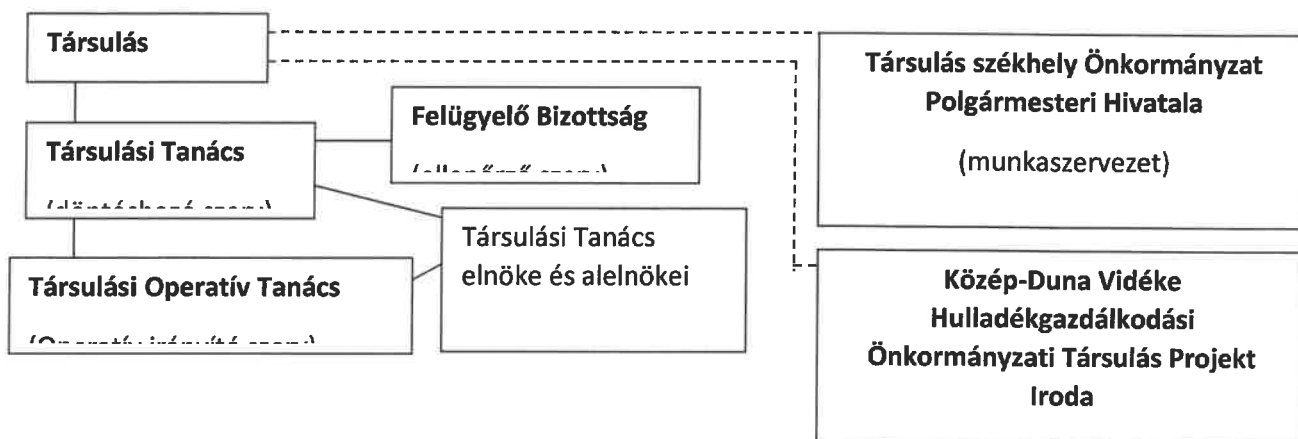 Társulás
Társulási Tanács
Felügyelő Bizottság
Társulási Operatív Tanács
Társulási Tanács
elnöke és alelnökei
Társulás székhely Önkormányzat
Polgármesteri Hivatala
(munkaszervezet)
Közép-Duna Vidéke
Hulladékgazdálkodási
Önkormányzati Társulás Projekt
Iroda